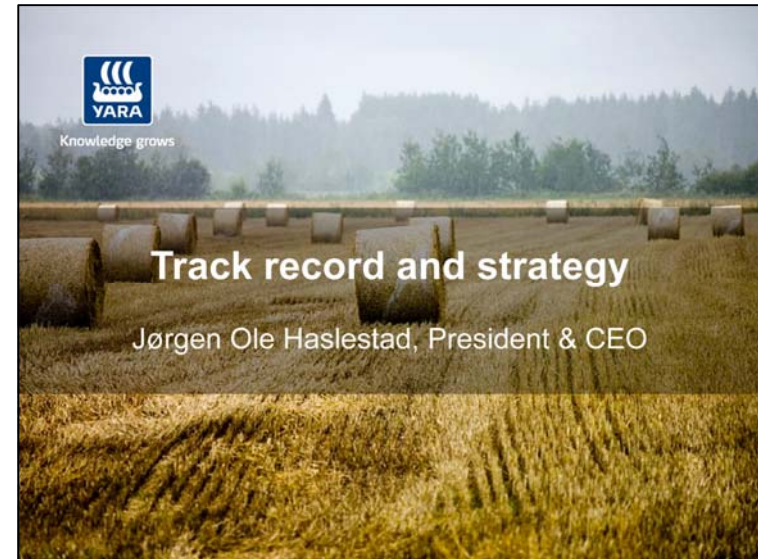 YARA
Knowledge grows
Track record and strategy
Jørgen Ole Haslestad, President & CEO